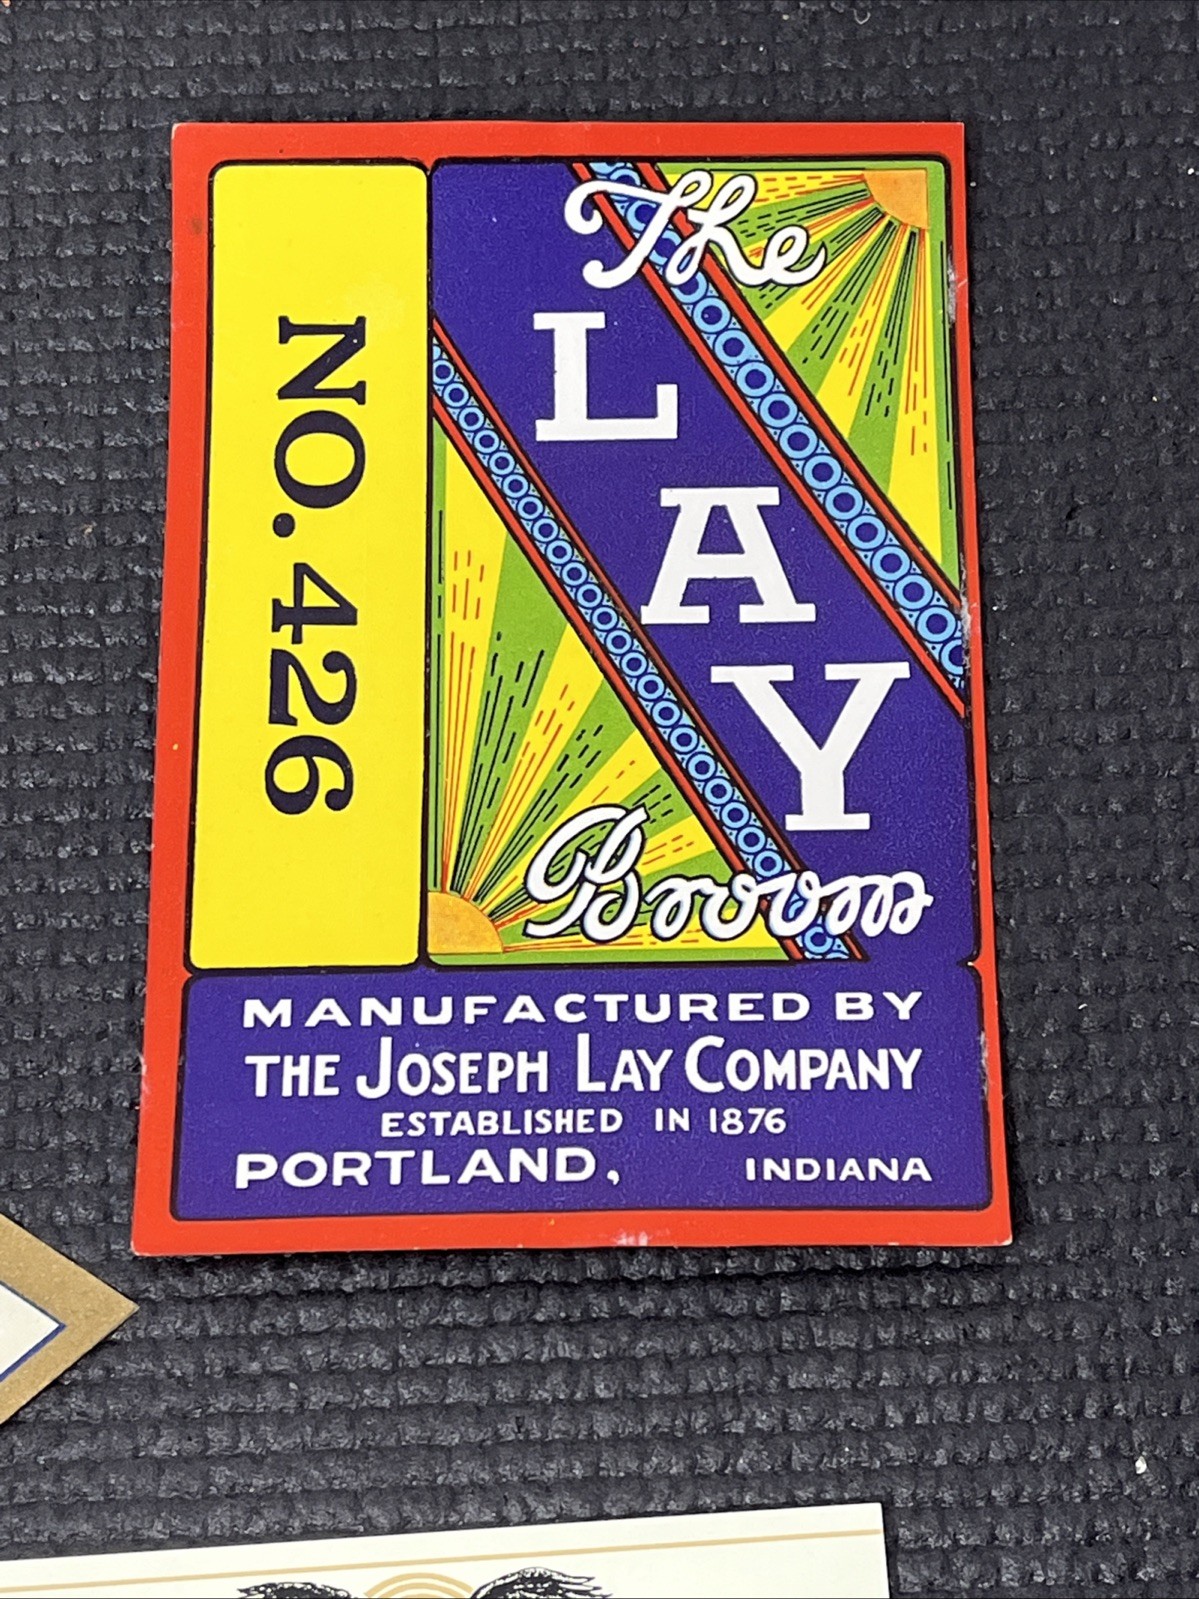 NO. 426
The
LAY
Broom
MANUFACTURED BY
THE JOSEPH LAY COMPANY
ESTABLISHED IN 1876
PORTLAND, INDIANA